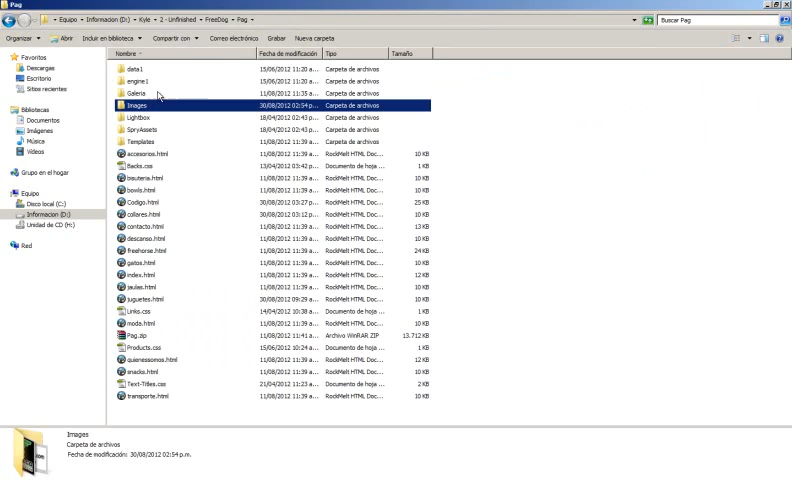 Pag
Equipo ▸ Informacion (D:) ▸ Kyle ▸ 2 - Unfinished ▸ FreeDog ▸ Pag ▸
Buscar Pag
Organizar Abrir Incluir en biblioteca Compartir con Correo electrónico Grabar Nueva carpeta
Favoritos
Descargas
Escritorio
Sitios recientes
Bibliotecas
Documentos
Imágenes
Música
Vídeos
Grupo en el hogar
Equipo
Disco local (C:)
Informacion (D:)
Unidad de CD (H:)
Red
Nombre Fecha de modificación Tipo Tamaño
data1 15/06/2012 11:20 a... Carpeta de archivos
engine1 15/06/2012 11:20 a... Carpeta de archivos
Galeria 11/08/2012 11:35 a... Carpeta de archivos
Images 30/08/2012 02:54 p... Carpeta de archivos
Lightbox 18/04/2012 02:43 p... Carpeta de archivos
SpryAssets 18/04/2012 02:43 p... Carpeta de archivos
Templates 11/08/2012 11:39 a... Carpeta de archivos
accesorios.html 11/08/2012 11:39 a... RockMelt HTML Doc... 10 KB
Backs.css 13/04/2012 03:42 p... Documento de hoja ... 1 KB
bisuteria.html 11/08/2012 11:39 a... RockMelt HTML Doc... 10 KB
bowls.html 11/08/2012 11:39 a... RockMelt HTML Doc... 10 KB
Codigo.html 30/08/2012 03:27 p... RockMelt HTML Doc... 25 KB
collares.html 30/08/2012 03:12 p... RockMelt HTML Doc... 10 KB
contacto.html 11/08/2012 11:39 a... RockMelt HTML Doc... 13 KB
descanso.html 11/08/2012 11:39 a... RockMelt HTML Doc... 10 KB
freehorse.html 11/08/2012 11:39 a... RockMelt HTML Doc... 24 KB
gatos.html 11/08/2012 11:39 a... RockMelt HTML Doc... 10 KB
index.html 11/08/2012 11:39 a... RockMelt HTML Doc... 12 KB
jaulas.html 11/08/2012 11:39 a... RockMelt HTML Doc... 10 KB
juguetes.html 30/08/2012 09:29 a... RockMelt HTML Doc... 10 KB
Links.css 14/04/2012 10:38 a... Documento de hoja ... 1 KB
moda.html 11/08/2012 11:39 a... RockMelt HTML Doc... 10 KB
Pag.zip 11/08/2012 11:41 a... Archivo WinRAR ZIP 13.712 KB
Products.css 15/06/2012 10:24 a... Documento de hoja ... 1 KB
quienessomos.html 11/08/2012 11:39 a... RockMelt HTML Doc... 12 KB
snacks.html 11/08/2012 11:39 a... RockMelt HTML Doc... 10 KB
Text-Titles.css 21/04/2012 11:23 a... Documento de hoja ... 2 KB
transporte.html 11/08/2012 11:39 a... RockMelt HTML Doc... 10 KB
Images
Carpeta de archivos
Fecha de modificación: 30/08/2012 02:54 p.m.